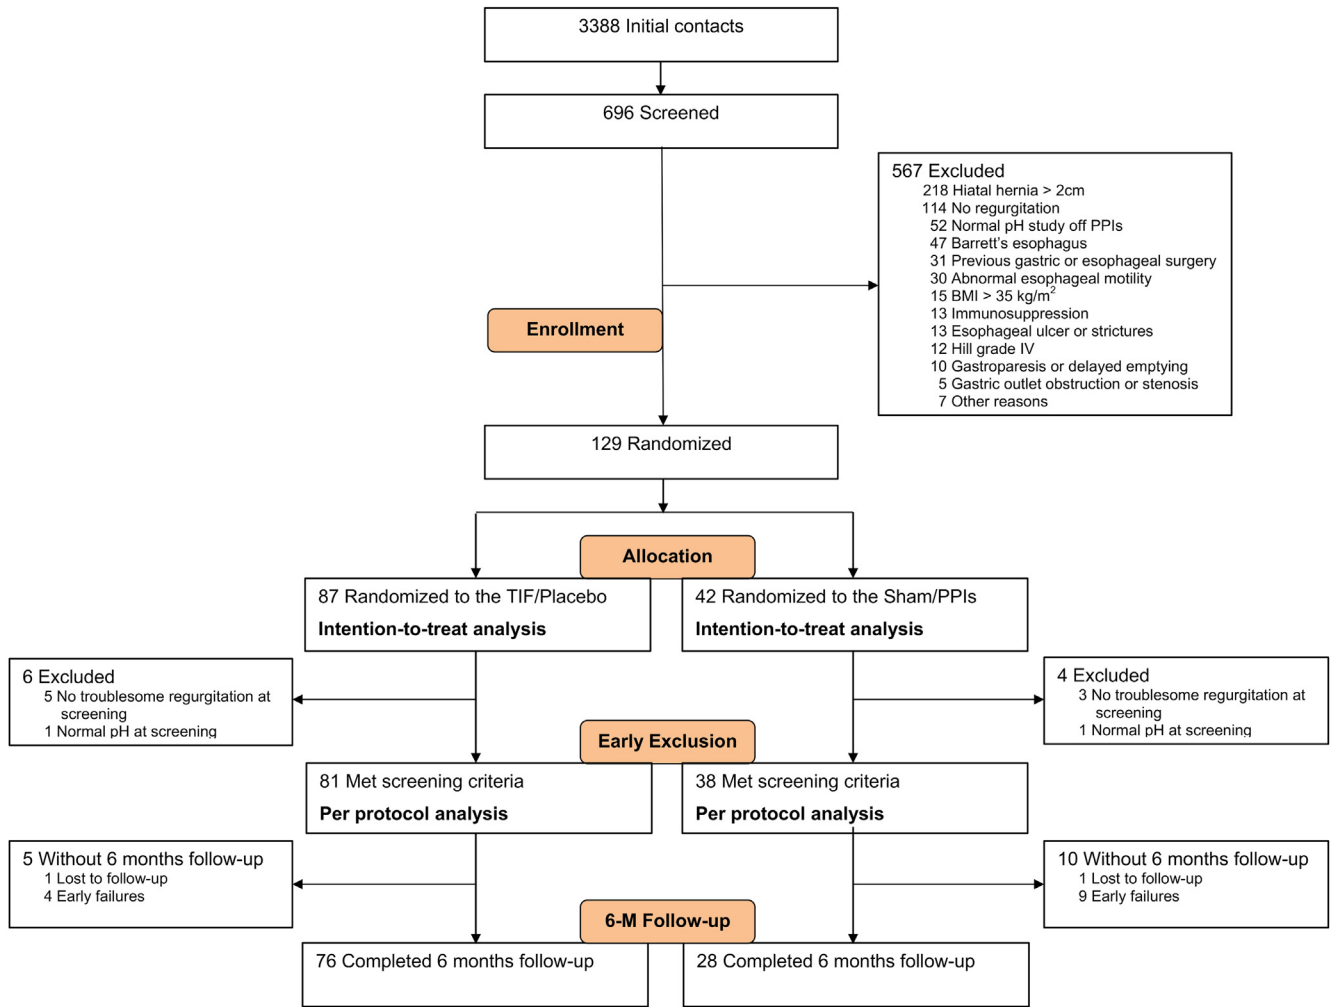 3388 Initial contacts
696 Screened
567 Excluded
218 Hiatal hernia > 2cm
114 No regurgitation
52 Normal pH study off PPIs
47 Barrett's esophagus
31 Previous gastric or esophageal surgery
30 Abnormal esophageal motility
15 BMI > 35 kg/m²
13 Immunosuppression
13 Esophageal ulcer or strictures
12 Hill grade IV
10 Gastroparesis or delayed emptying
5 Gastric outlet obstruction or stenosis
7 Other reasons
Enrollment
129 Randomized
Allocation
87 Randomized to the TIF/Placebo
Intention-to-treat analysis
42 Randomized to the Sham/PPIs
Intention-to-treat analysis
6 Excluded
5 No troublesome regurgitation at
screening
1 Normal pH at screening
4 Excluded
3 No troublesome regurgitation at
screening
1 Normal pH at screening
Early Exclusion
81 Met screening criteria
Per protocol analysis
38 Met screening criteria
Per protocol analysis
5 Without 6 months follow-up
1 Lost to follow-up
4 Early failures
10 Without 6 months follow-up
1 Lost to follow-up
9 Early failures
6-M Follow-up
76 Completed 6 months follow-up
28 Completed 6 months follow-up